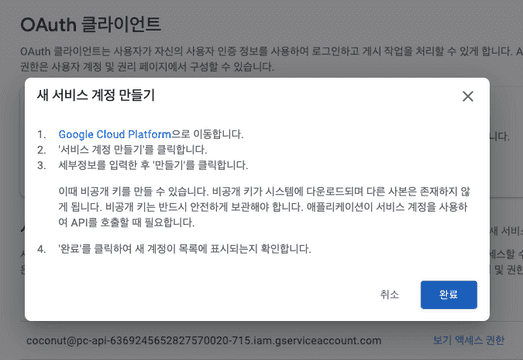 OAuth 클라이언트
OAuth 클라이언트는 사용자가 자신의 사용자 인증 정보를 사용하여 로그인하고 게시 작업을 처리할 수 있게 합니다. A
권한은 사용자 계정 및 권리 페이지에서 구성할 수 있습니다.
새 서비스 계정 만들기
1. Google Cloud Platform으로 이동합니다.
2. '서비스 계정 만들기'를 클릭합니다.
3. 세부정보를 입력한 후 '만들기'를 클릭합니다.
이때 비공개 키를 만들 수 있습니다. 비공개 키가 시스템에 다운로드되며 다른 사본은 존재하지 않
게 됩니다. 비공개 키는 반드시 안전하게 보관해야 합니다. 애플리케이션이 서비스 계정을 사용하
여 API를 호출할 때 필요합니다.
4. '완료'를 클릭하여 새 계정이 목록에 표시되는지 확인합니다.
취소
완료
새 서비스
coconut@pc-api-6369245652827570020-715.iam.gserviceaccount.com
보기 액세스 권한